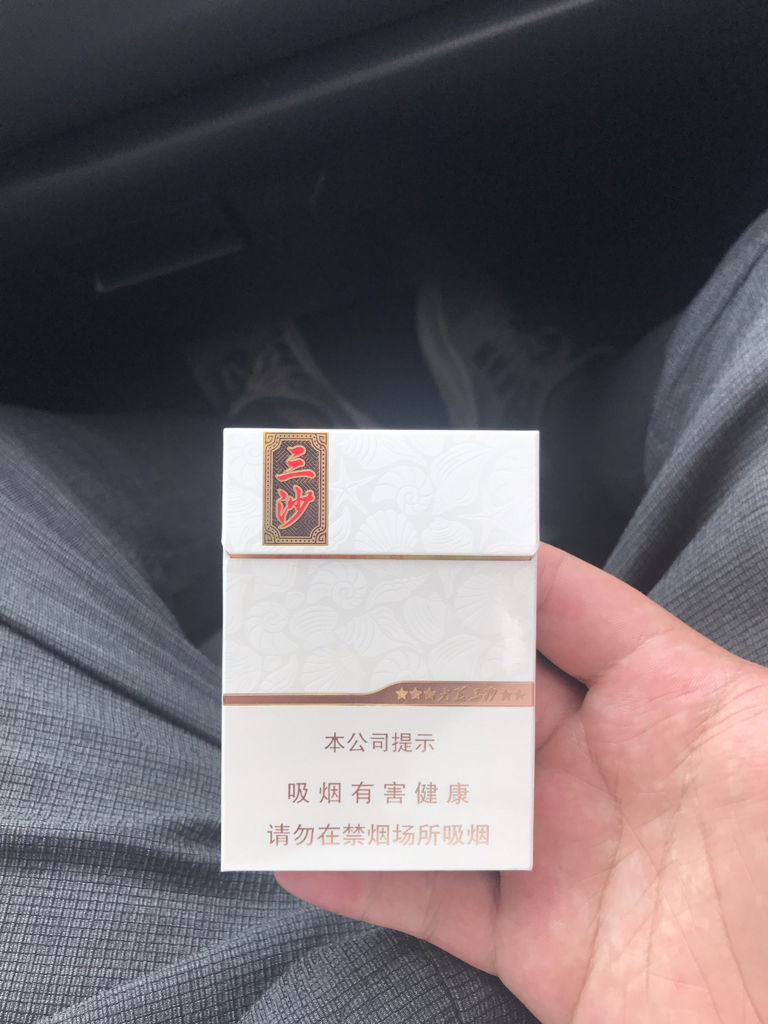 三沙
本公司提示
吸烟有害健康
请勿在禁烟场所吸烟